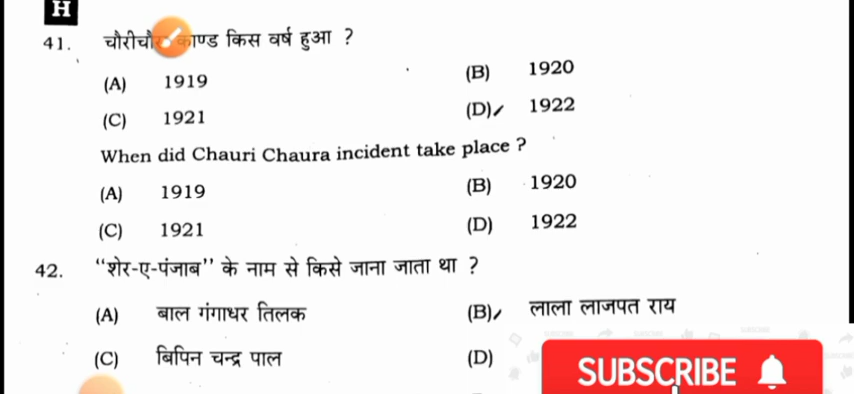 H
41. चौरीचौरा काण्ड किस वर्ष हुआ ?
(A) 1919 (B) 1920
(C) 1921 (D) 1922
When did Chauri Chaura incident take place ?
(A) 1919 (B) 1920
(C) 1921 (D) 1922
42. “शेर-ए-पंजाब” के नाम से किसे जाना जाता था ?
(A) बाल गंगाधर तिलक (B) लाला लाजपत राय
(C) बिपिन चन्द्र पाल (D)
SUBSCRIBE